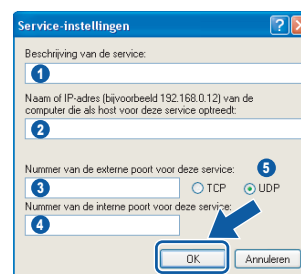 Service-instellingen
Beschrijving van de service:
1
Naam of IP-adres (bijvoorbeeld 192.168.0.12) van de
computer die als host voor deze service optreedt:
2
Nummer van de externe poort voor deze service: 5
3 TCP UDP
Nummer van de interne poort voor deze service:
4
OK Annuleren